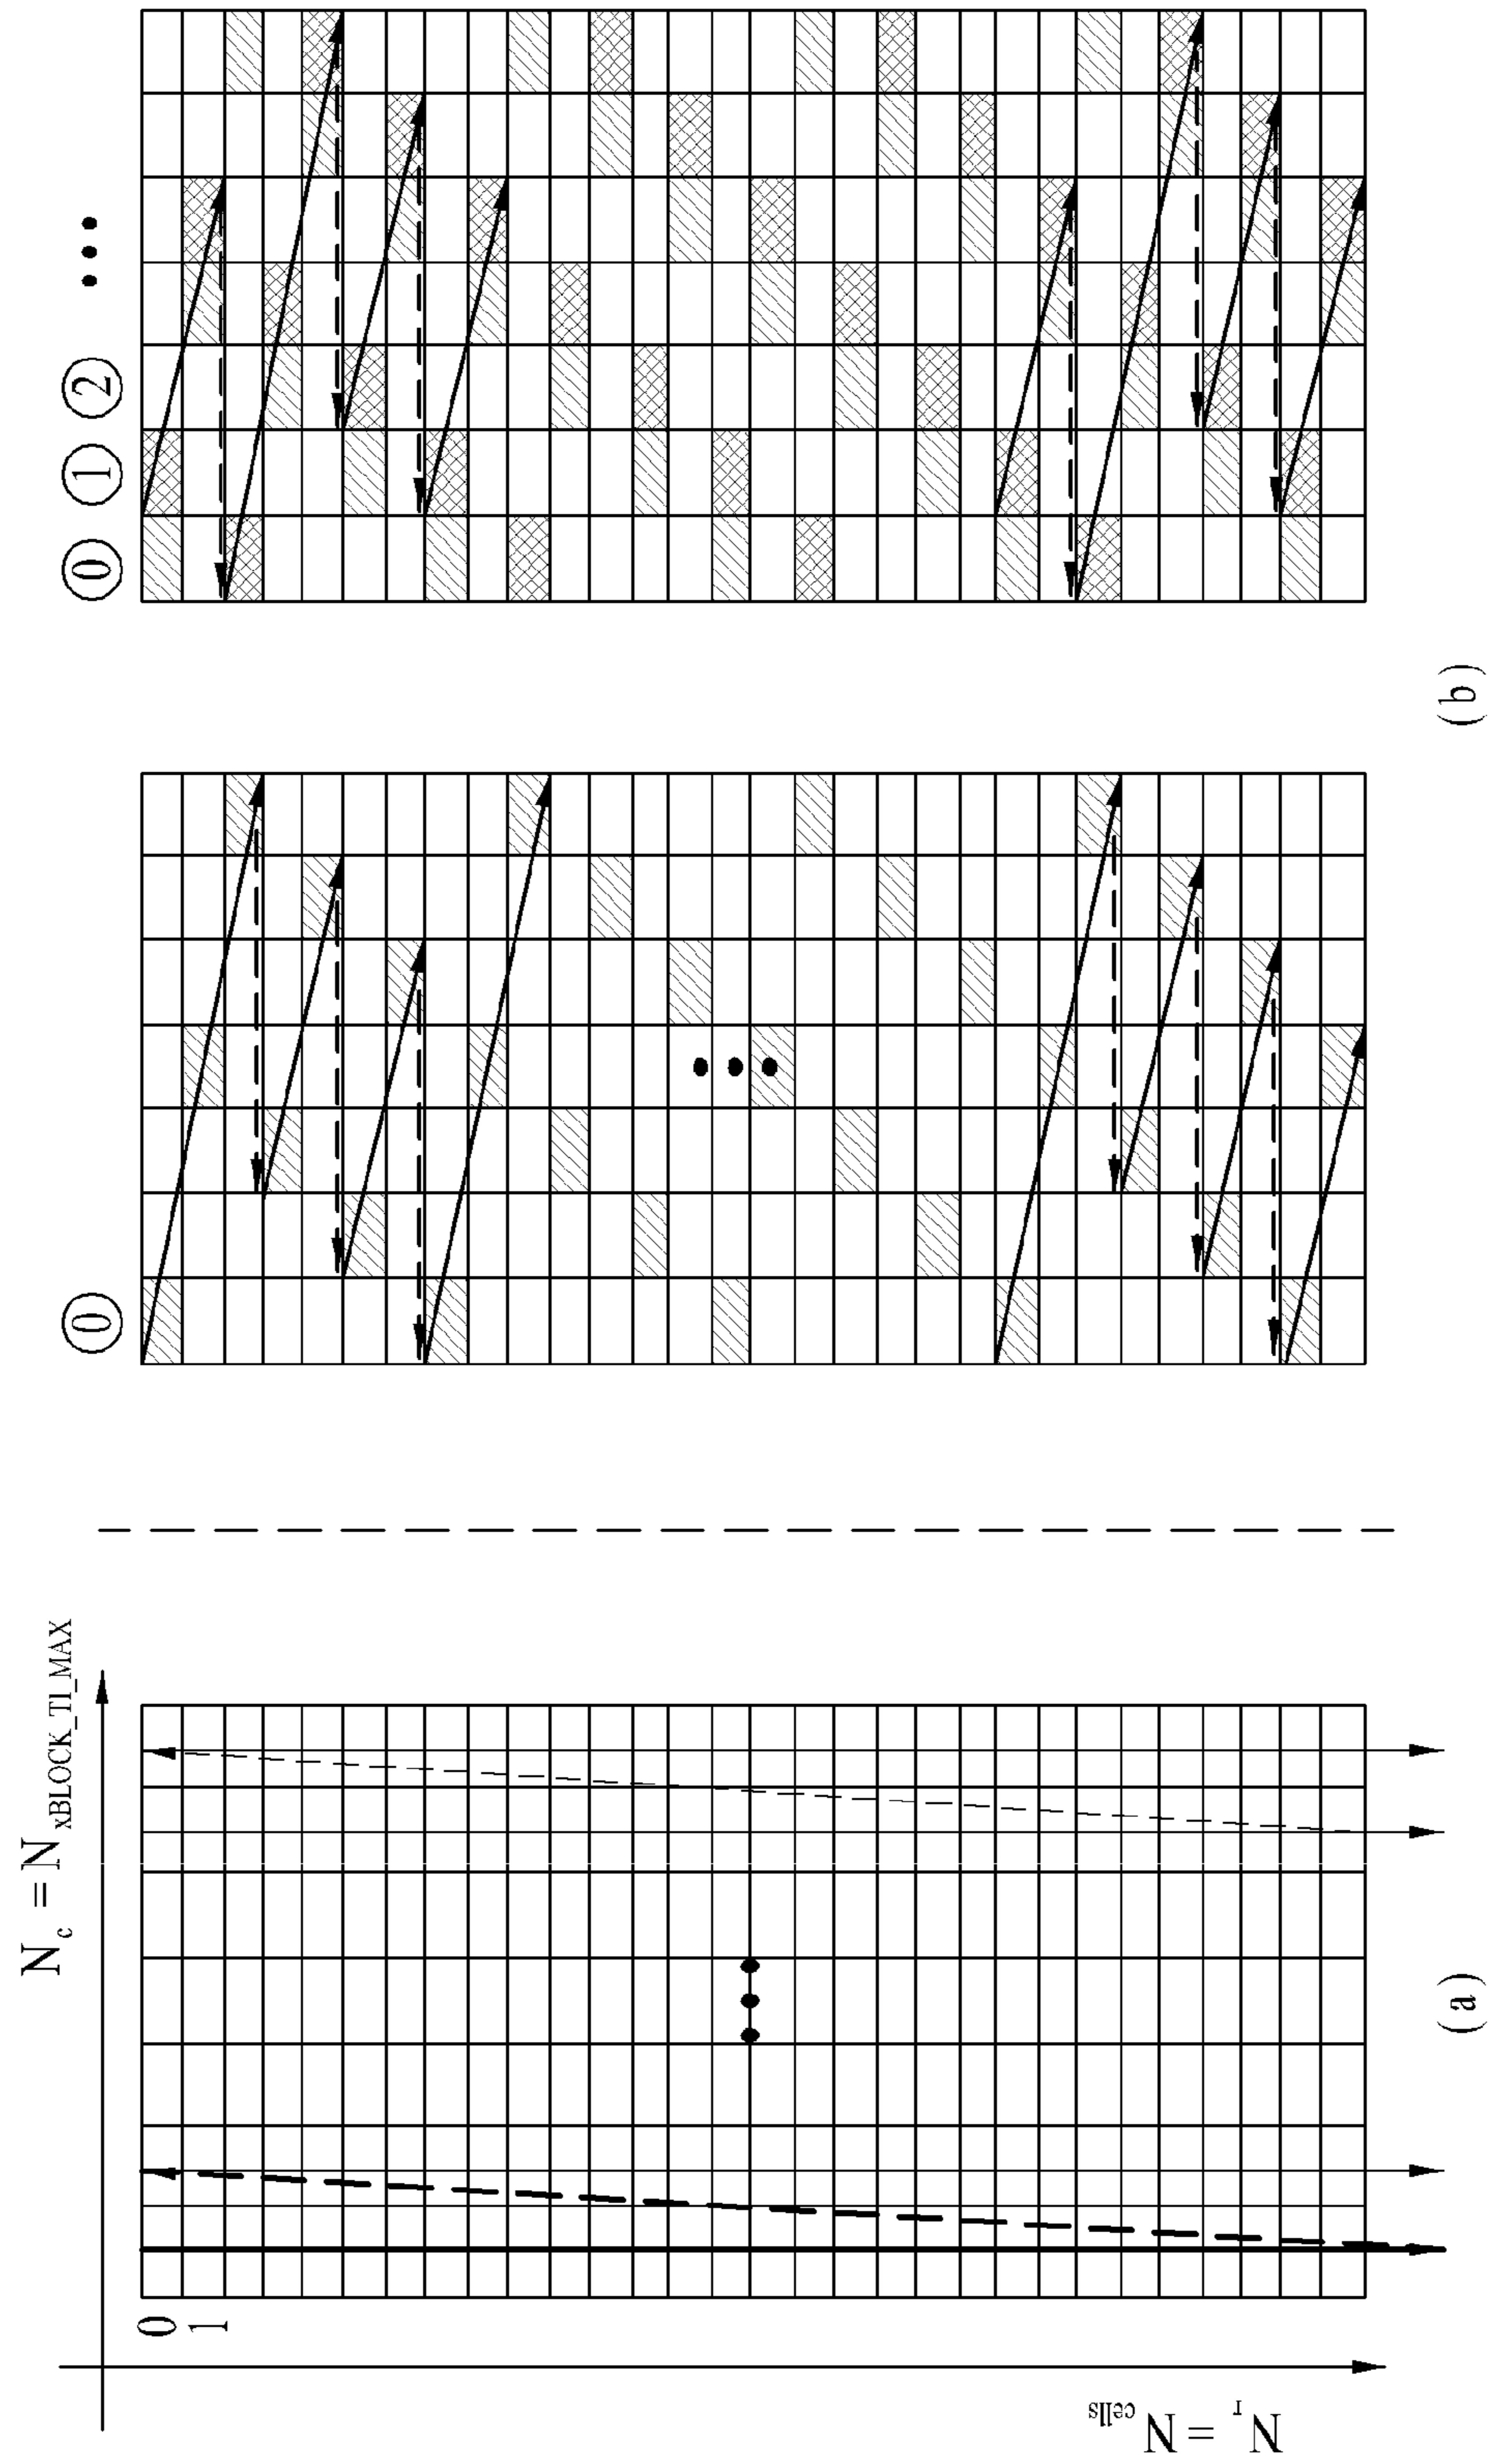 N_c = N_xBLOCK_TI_MAX
N_r = N_cells
0
1
(a)
0
0 1 2 •••
(b)